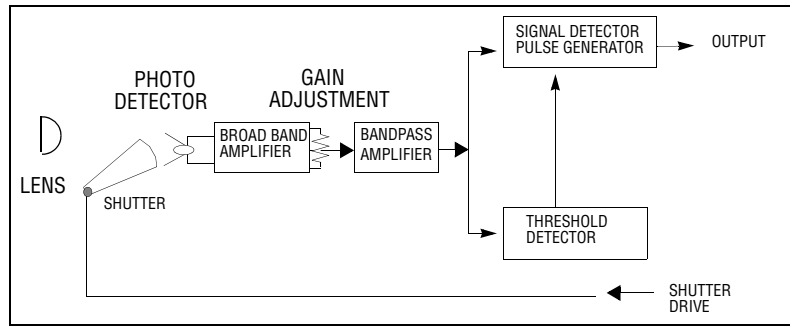 SIGNAL DETECTOR
PULSE GENERATOR
OUTPUT
PHOTO
DETECTOR
GAIN
ADJUSTMENT
BROAD BAND
AMPLIFIER
BANDPASS
AMPLIFIER
LENS
SHUTTER
THRESHOLD
DETECTOR
SHUTTER
DRIVE